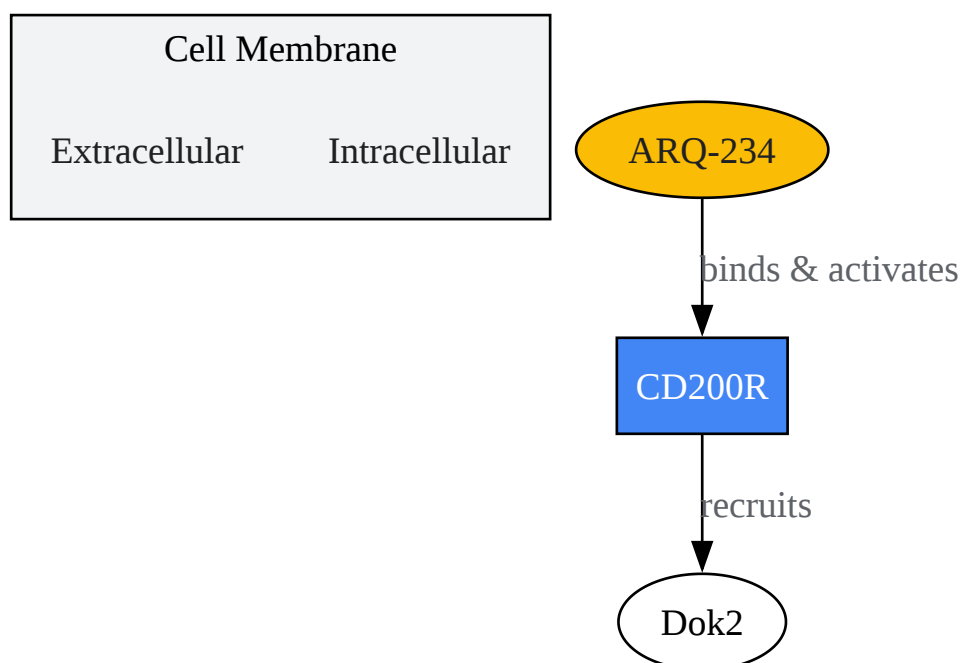 Cell Membrane
Extracellular
Intracellular
ARQ-234
binds & activates
CD200R
recruits
Dok2